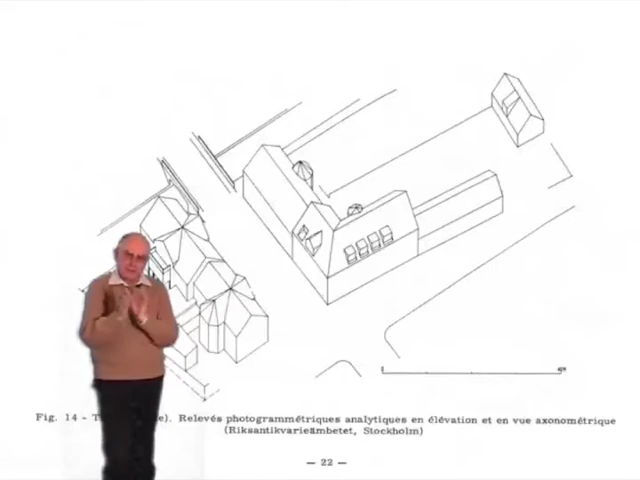 Fig. 14 - T e). Relevés photogrammétriques analytiques en élévation et en vue axonométrique
(Riksantikvarieämbetet, Stockholm)
— 22 —